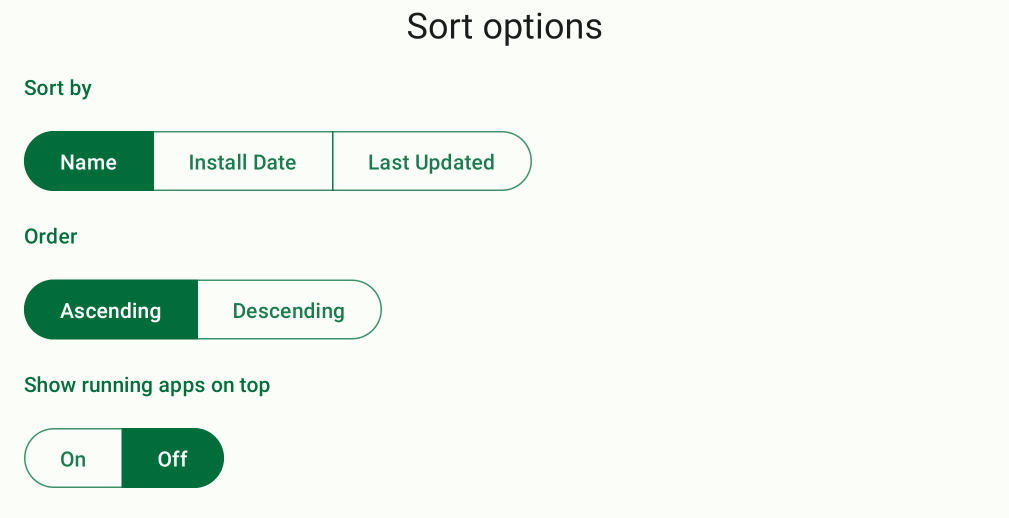 Sort options
Sort by
Name Install Date Last Updated
Order
Ascending Descending
Show running apps on top
On Off